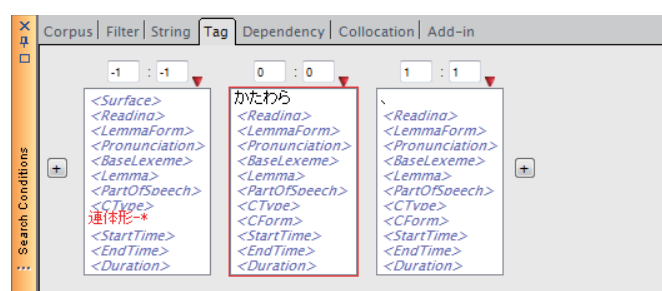 Corpus Filter String Tag Dependency Collocation Add-in
Search Conditions
-1 : -1
<Surface>
<Reading>
<LemmaForm>
<Pronunciation>
<BaseLexeme>
<Lemma>
<PartOfSpeech>
<CType>
連体形-*
<StartTime>
<EndTime>
<Duration>
0 : 0
かたわら
<Reading>
<LemmaForm>
<Pronunciation>
<BaseLexeme>
<Lemma>
<PartOfSpeech>
<CType>
<CForm>
<StartTime>
<EndTime>
<Duration>
1 : 1
、
<Reading>
<LemmaForm>
<Pronunciation>
<BaseLexeme>
<Lemma>
<PartOfSpeech>
<CType>
<CForm>
<StartTime>
<EndTime>
<Duration>